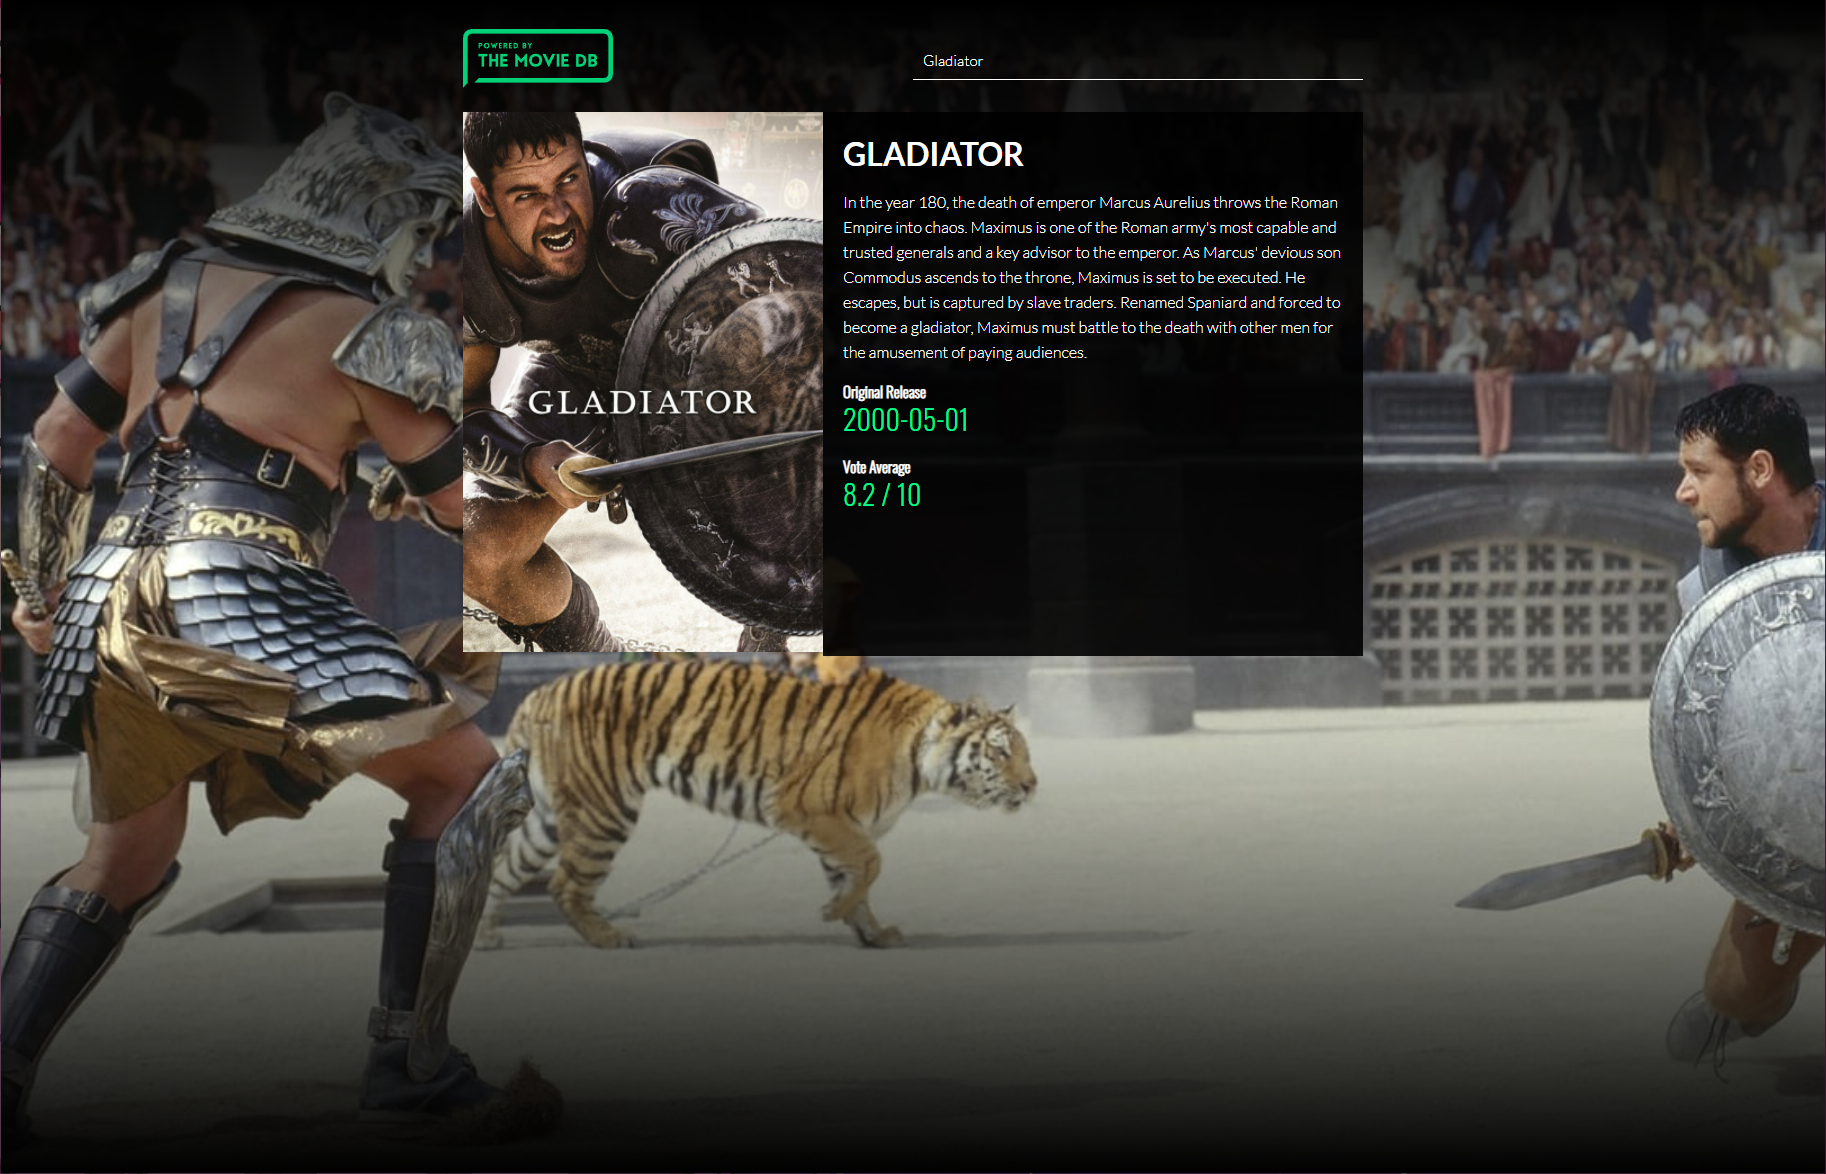 POWERED BY
THE MOVIE DB
Gladiator
GLADIATOR
GLADIATOR
In the year 180, the death of emperor Marcus Aurelius throws the Roman
Empire into chaos. Maximus is one of the Roman army's most capable and
trusted generals and a key advisor to the emperor. As Marcus' devious son
Commodus ascends to the throne, Maximus is set to be executed. He
escapes, but is captured by slave traders. Renamed Spaniard and forced to
become a gladiator, Maximus must battle to the death with other men for
the amusement of paying audiences.
Original Release
2000-05-01
Vote Average
8.2 / 10